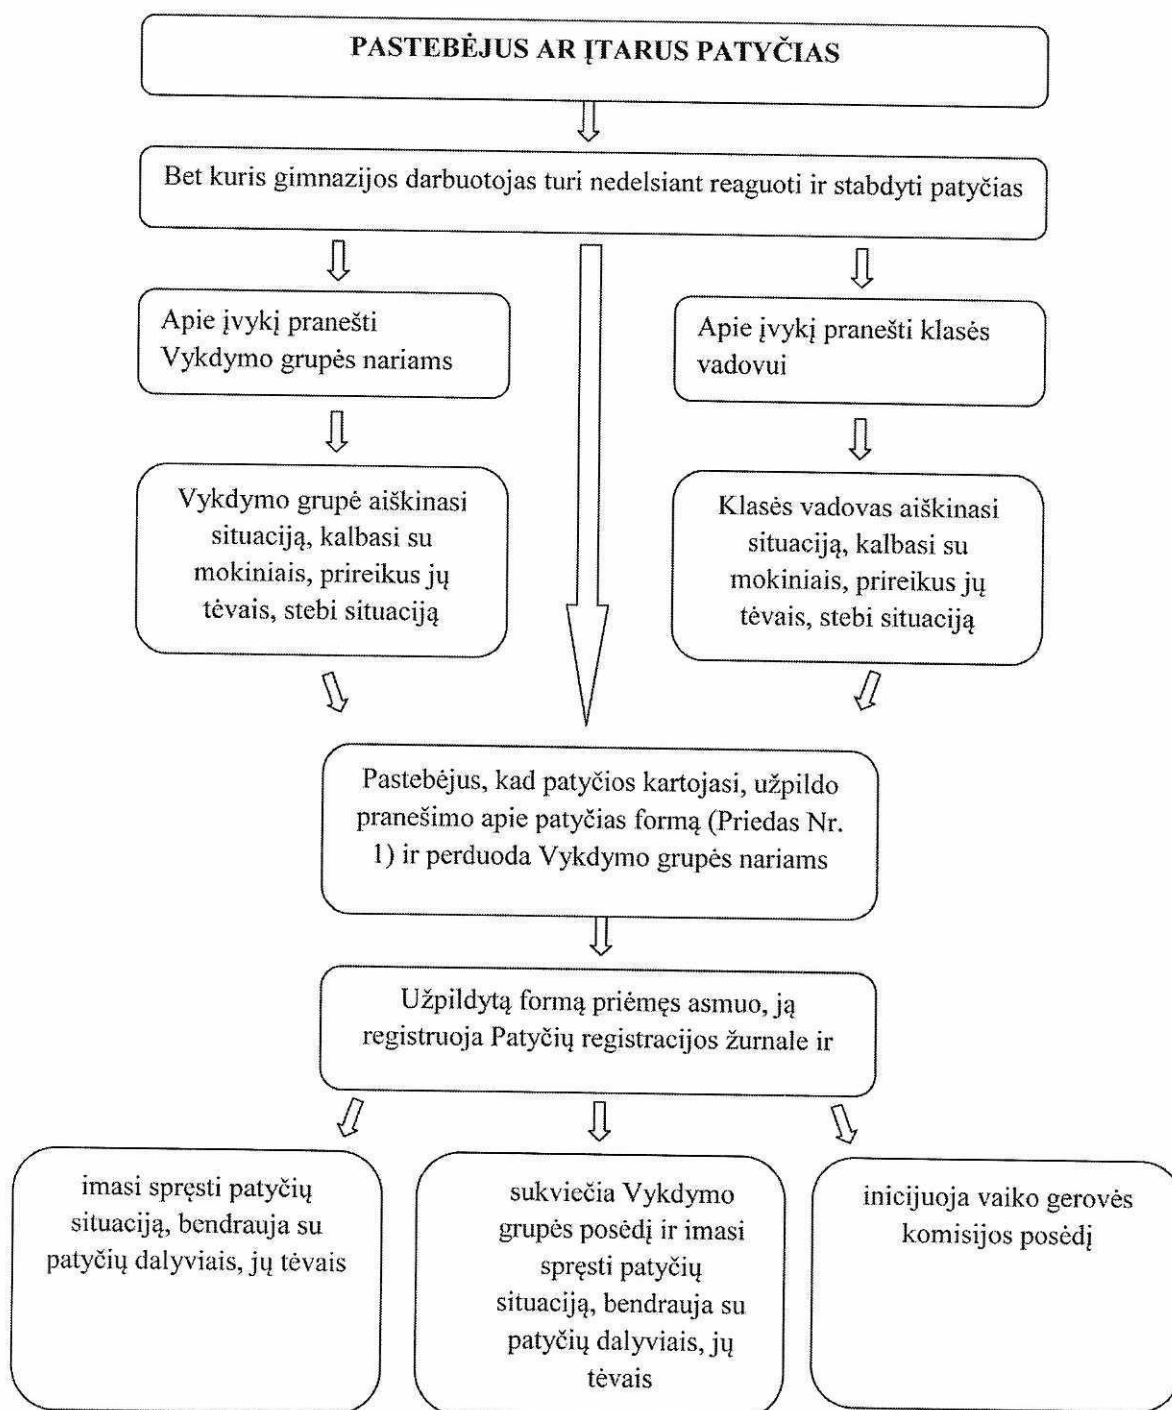 PASTEBĖJUS AR ĮTARUS PATYČIAS
Bet kuris gimnazijos darbuotojas turi nedelsiant reaguoti ir stabdyti patyčias
Apie įvykį pranešti
Vykdymo grupės nariams
Apie įvykį pranešti klasės
vadovui
Vykdymo grupė aiškinasi
situaciją, kalbasi su
mokiniais, prireikus jų
tėvais, stebi situaciją
Klasės vadovas aiškinasi
situaciją, kalbasi su
mokiniais, prireikus jų
tėvais, stebi situaciją
Pastebėjus, kad patyčios kartojasi, užpildo
pranešimo apie patyčias formą (Priedas Nr.
1) ir perduoda Vykdymo grupės nariams
Užpildytą formą priėmęs asmuo, ją
registruoja Patyčių registracijos žurnale ir
imasi spręsti patyčių
situaciją, bendrauja su
patyčių dalyviais, jų tėvais
sukviečia Vykdymo
grupės posėdį ir imasi
spręsti patyčių
situaciją, bendrauja su
patyčių dalyviais, jų
tėvais
inicijuoja vaiko gerovės
komisijos posėdį